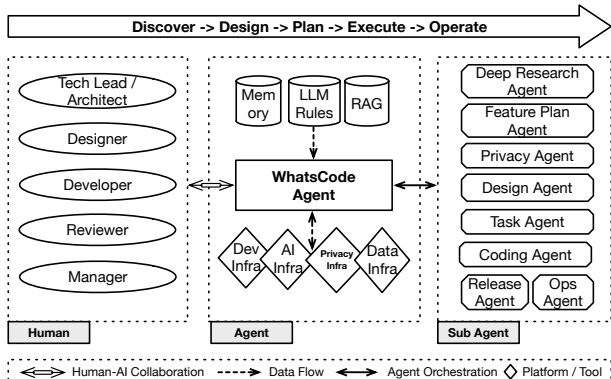 Discover -> Design -> Plan -> Execute -> Operate
Tech Lead /
Architect
Designer
Developer
Reviewer
Manager
Human
Mem
ory
LLM
Rules
RAG
WhatsCode
Agent
Dev
Infra
AI
Infra
Privacy
Infra
Data
Infra
Agent
Deep Research
Agent
Feature Plan
Agent
Privacy Agent
Design Agent
Task Agent
Coding Agent
Release
Agent
Ops
Agent
Sub Agent
Human-AI Collaboration
Data Flow
Agent Orchestration
Platform / Tool